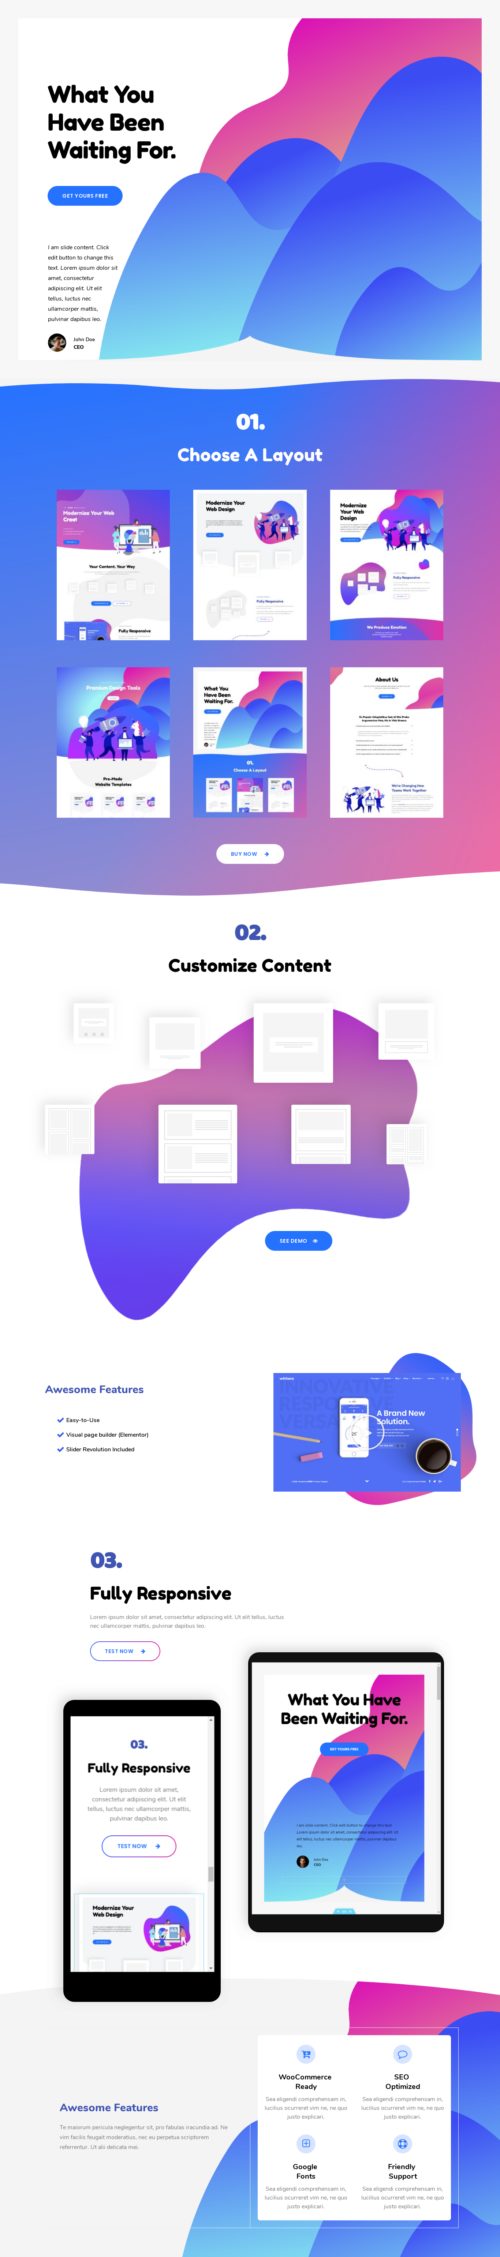 What You
Have Been
Waiting For.
GET YOURS FREE
I am slide content. Click
edit button to change this
text. Lorem ipsum dolor sit
amet, consectetur
adipiscing elit. Ut elit
tellus, luctus nec
ullamcorper mattis,
pulvinar dapibus leo.
John Doe
CEO
01.
Choose A Layout
Modernize Your Web
Creat
Your Content, Your Way
Fully Responsive
Modernize Your
Web Design
Fully Responsive
Modernize
Your Web
Design
Fully Responsive
We Produce Emotion
Premium Design Tools
Pre-Made
Website Templates
What You
Have Been
Waiting For.
01.
Choose A Layout
About Us
We're Changing How
Teams Work Together
BUY NOW
02.
Customize Content
SEE DEMO
Awesome Features
Easy-to-Use
Visual page builder (Elementor)
Slider Revolution Included
INNOVATIVE
A Brand New
Solution.
03.
Fully Responsive
Lorem ipsum dolor sit amet, consectetur adipiscing elit. Ut elit tellus, luctus
nec ullamcorper mattis, pulvinar dapibus leo.
TEST NOW
What You Have
Been Waiting For.
GET YOURS FREE
I am slide content. Click edit button to change this text.
Lorem ipsum dolor sit amet, consectetur adipiscing elit. Ut
elit tellus, luctus nec ullamcorper mattis, pulvinar dapibus
leo.
John Doe
CEO
03.
Fully Responsive
Lorem ipsum dolor sit amet,
consectetur adipiscing elit. Ut elit
tellus, luctus nec ullamcorper mattis,
pulvinar dapibus leo.
TEST NOW
Modernize Your
Web Design
Awesome Features
Te maiorum pericula neglegentur sit, pro fabulas iracundia ad. Ne
vim facilis feugait moderatius, nec eu perpetua scriptorem
referrentur. Ut alii delicata mei.
WooCommerce
Ready
Sea eligendi comprehensam in,
lucilius ocurreret vim ne, ne quo
justo explicari.
SEO
Optimized
Sea eligendi comprehensam in,
lucilius ocurreret vim ne, ne quo
justo explicari.
Google
Fonts
Sea eligendi comprehensam in,
lucilius ocurreret vim ne, ne quo
justo explicari.
Friendly
Support
Sea eligendi comprehensam in,
lucilius ocurreret vim ne, ne quo
justo explicari.